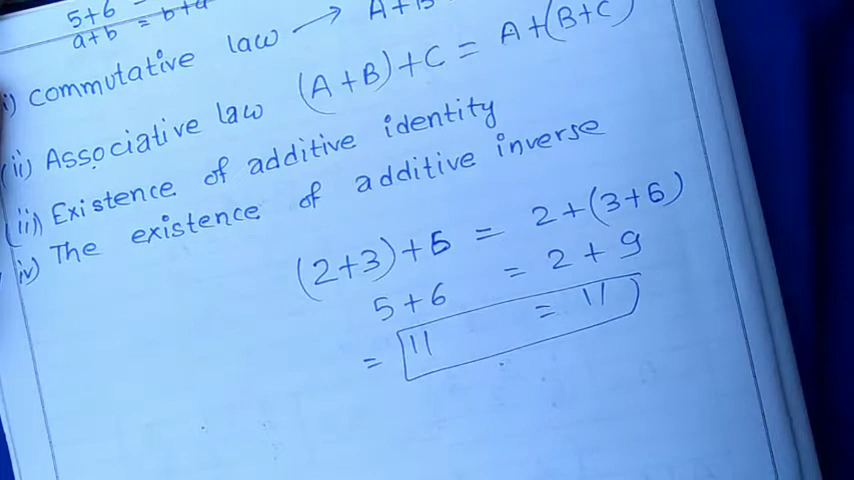 5+6 =
a+b = b+a
i) commutative law → A+B
(ii) Associative law (A+B)+C = A+(B+C)
(ii) Existence of additive identity
iv) The existence of additive inverse
(2+3)+6 = 2+(3+6)
5+6 = 2+9
= 11 = 11